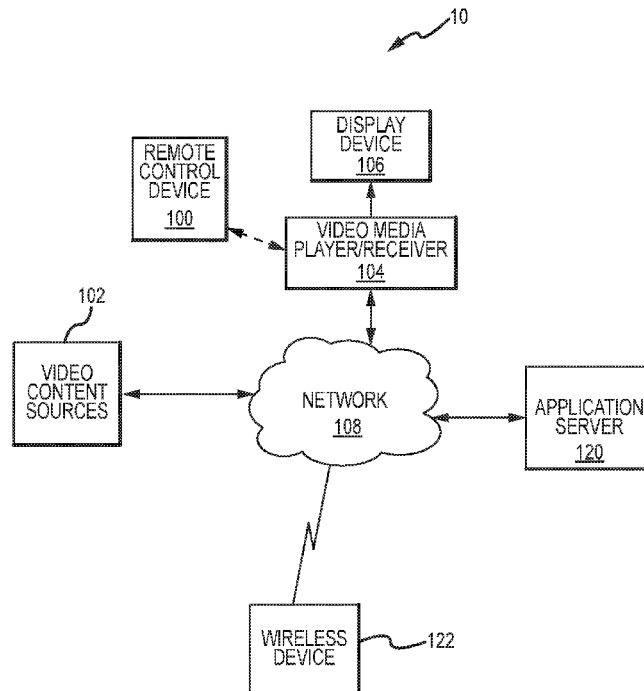 10
DISPLAY
DEVICE
106
REMOTE
CONTROL
DEVICE
100
VIDEO MEDIA
PLAYER/RECEIVER
104
102
VIDEO
CONTENT
SOURCES
NETWORK
108
APPLICATION
SERVER
120
WIRELESS
DEVICE
122